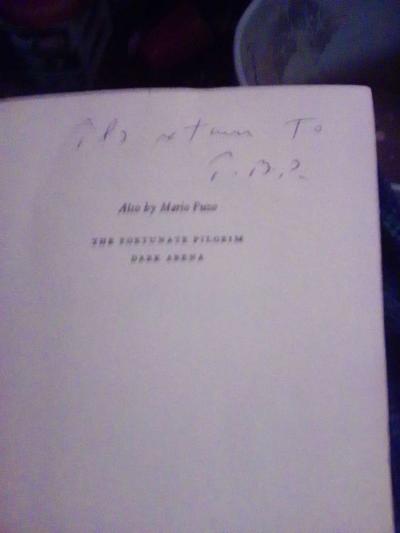 Pls return To
P. B. P.
Also by Mario Puzo
THE FORTUNATE PILGRIM
DARK ARENA